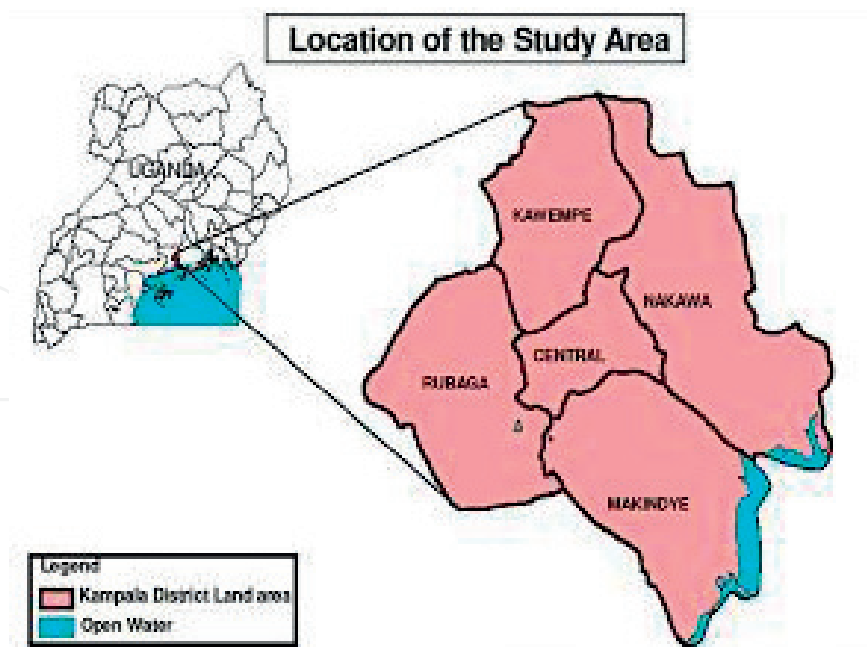 Location of the Study Area
UGANDA
KAWEMPE
NAKAWA
CENTRAL
RUBAGA
MAKINDYE
Legend
Kampala District Land area
Open Water